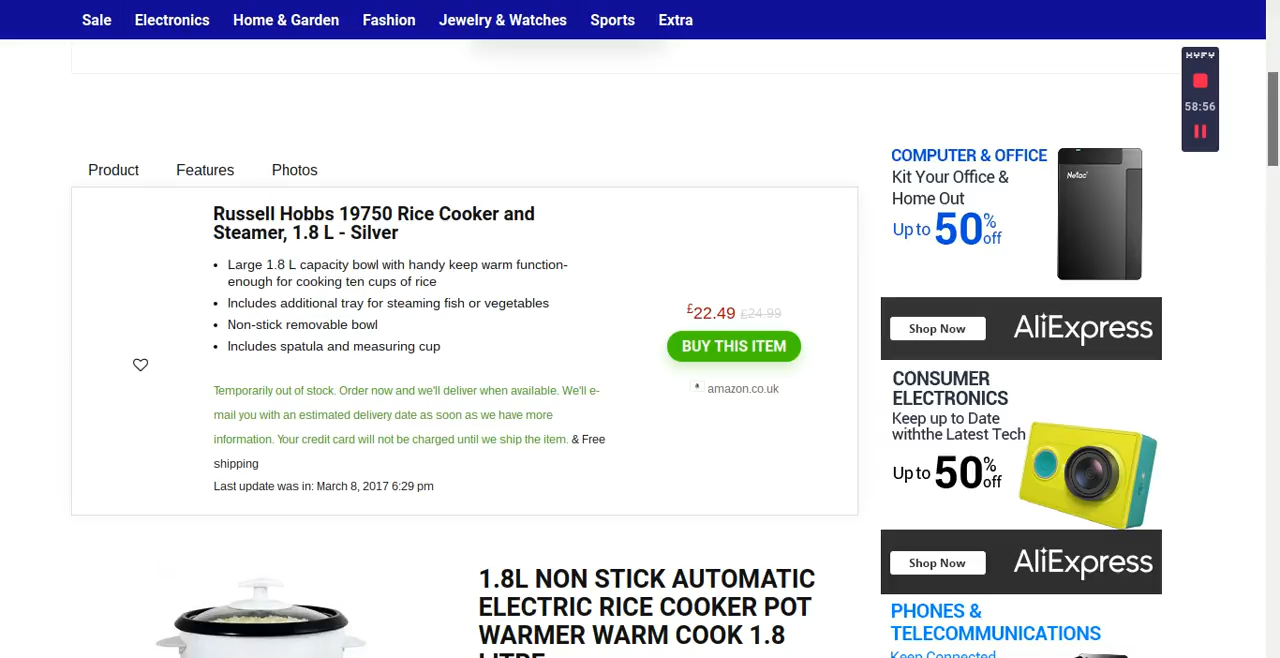 Sale Electronics Home & Garden Fashion Jewelry & Watches Sports Extra
HYFY
58:56
Product Features Photos
Russell Hobbs 19750 Rice Cooker and
Steamer, 1.8 L - Silver
• Large 1.8 L capacity bowl with handy keep warm function-
enough for cooking ten cups of rice
• Includes additional tray for steaming fish or vegetables
• Non-stick removable bowl
• Includes spatula and measuring cup
Temporarily out of stock. Order now and we'll deliver when available. We'll e-
mail you with an estimated delivery date as soon as we have more
information. Your credit card will not be charged until we ship the item. & Free
shipping
Last update was in: March 8, 2017 6:29 pm
£22.49 £24.99
BUY THIS ITEM
amazon.co.uk
1.8L NON STICK AUTOMATIC
ELECTRIC RICE COOKER POT
WARMER WARM COOK 1.8
LITRE
COMPUTER & OFFICE
Kit Your Office &
Home Out
Up to 50% off
Netac
Shop Now AliExpress
CONSUMER
ELECTRONICS
Keep up to Date
withthe Latest Tech
Up to 50% off
Shop Now AliExpress
PHONES &
TELECOMMUNICATIONS
Keep Connected